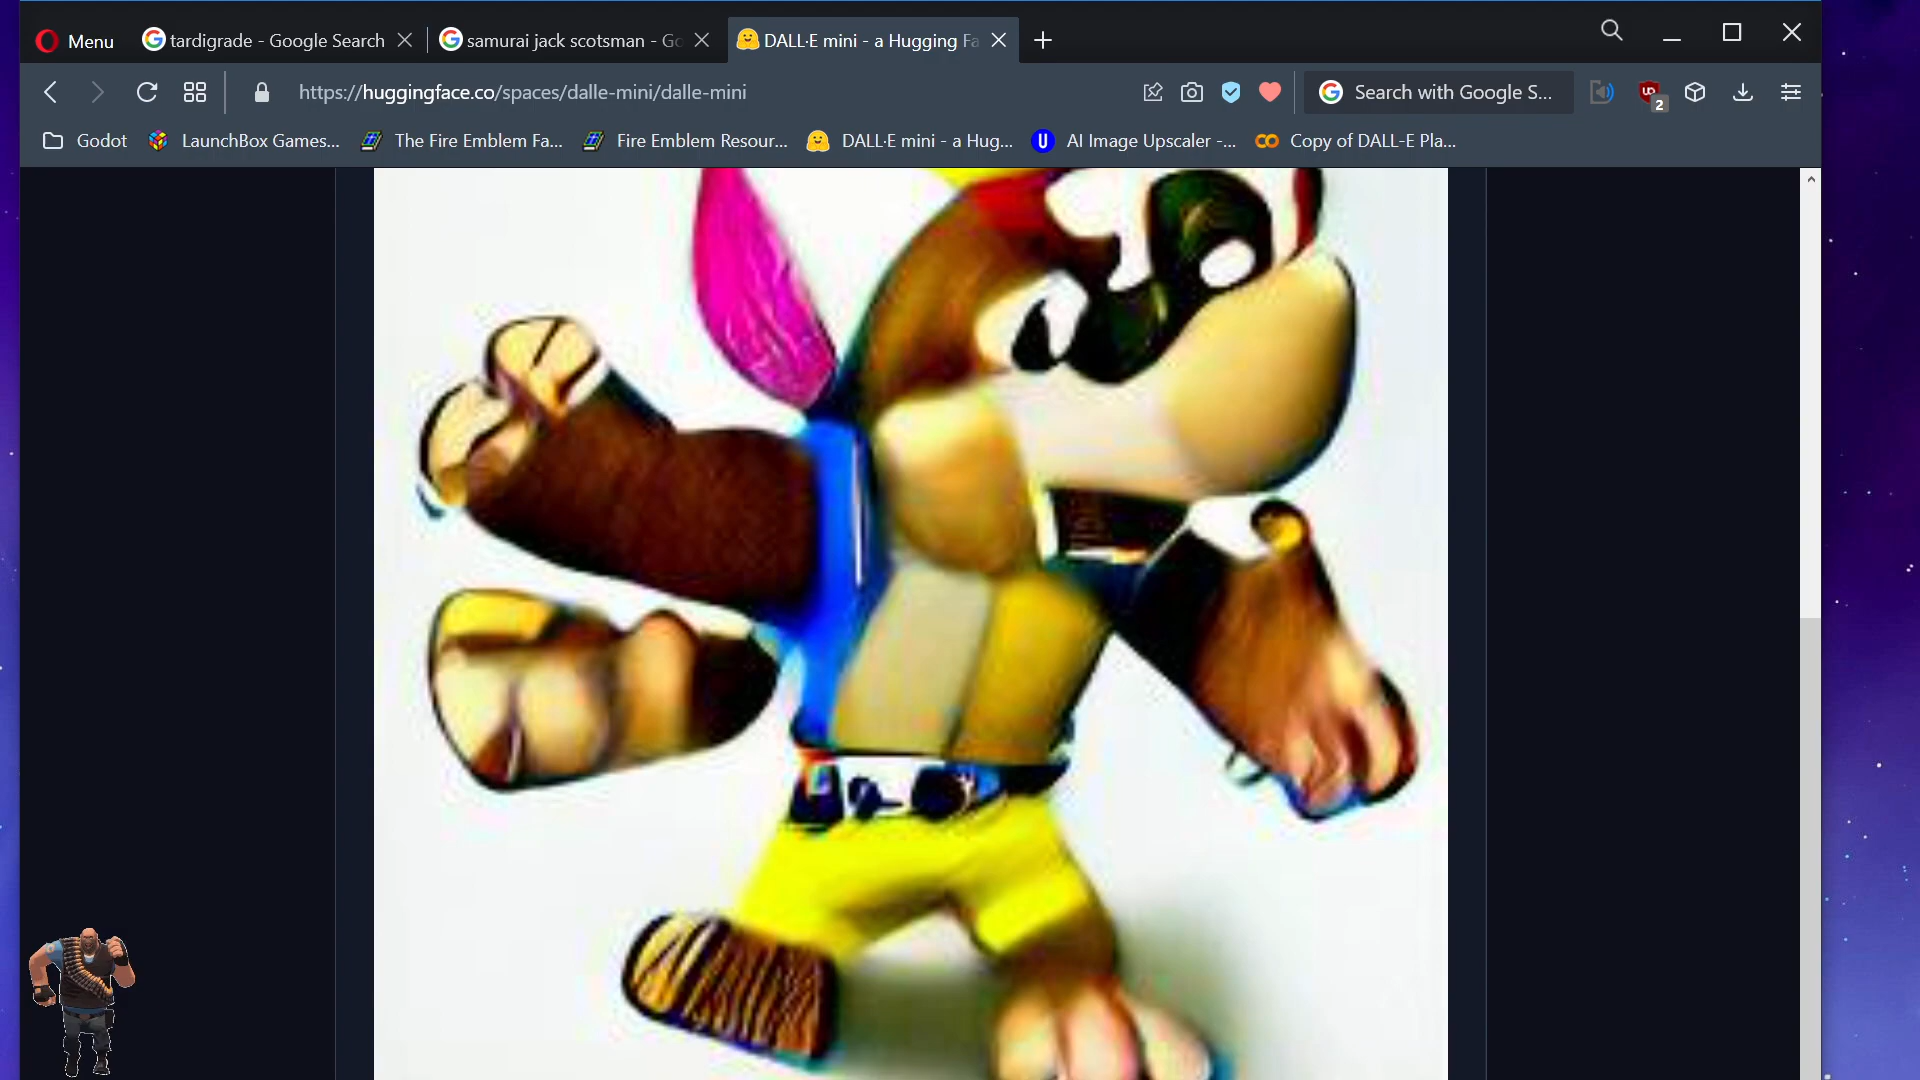 Menu
tardigrade - Google Search
samurai jack scotsman - Go
DALL·E mini - a Hugging Fa
https://huggingface.co/spaces/dalle-mini/dalle-mini
Search with Google S...
2
Godot
LaunchBox Games...
The Fire Emblem Fa...
Fire Emblem Resour...
DALL·E mini - a Hug...
U
AI Image Upscaler -...
CO
Copy of DALL-E Pla...